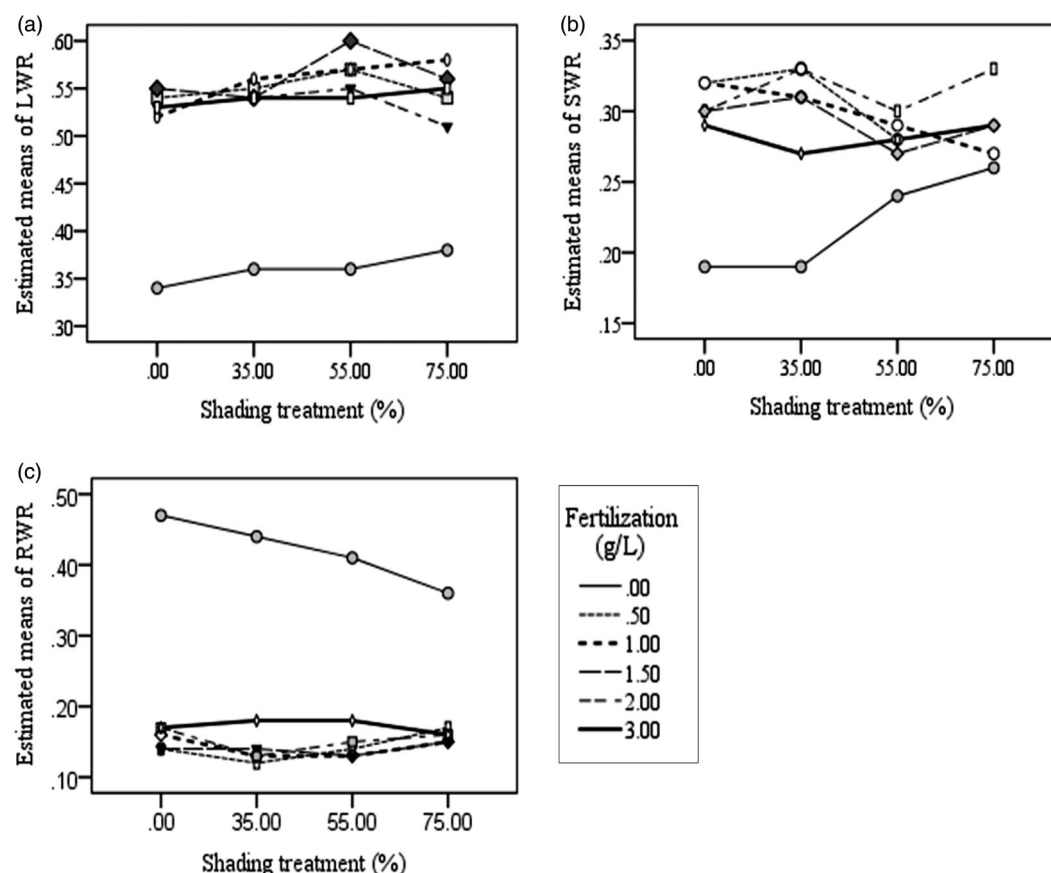 (a)
Estimated means of LWR
.60
.55
.50
.45
.40
.35
.30
.00 35.00 55.00 75.00
Shading treatment (%)
(b)
Estimated means of SWR
.35
.30
.25
.20
.15
.00 35.00 55.00 75.00
Shading treatment (%)
(c)
Estimated means of RWR
.50
.40
.30
.20
.10
.00 35.00 55.00 75.00
Shading treatment (%)
Fertilization
(g/L)
.00
.50
1.00
1.50
2.00
3.00